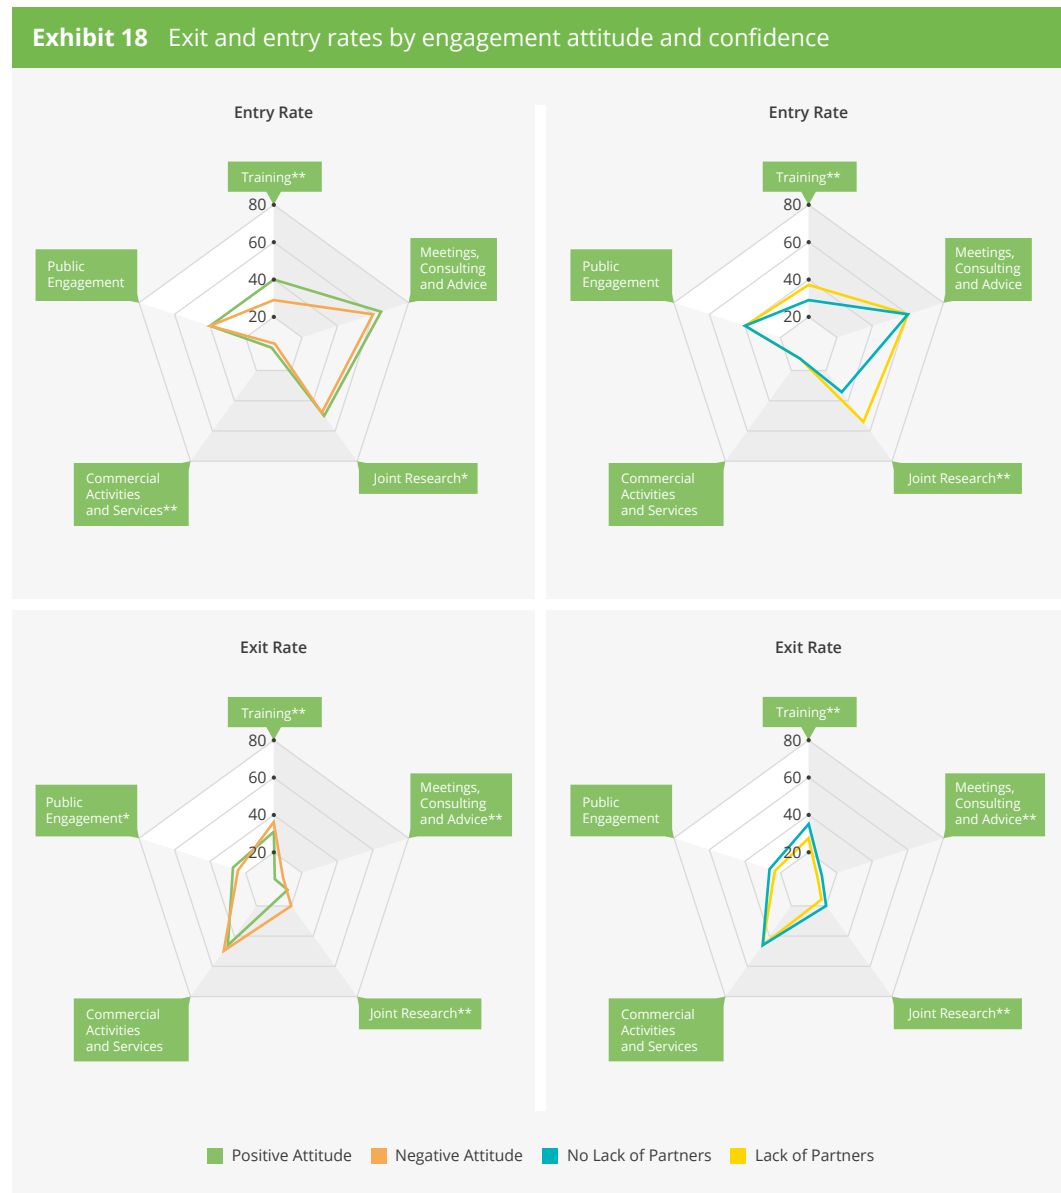 Exhibit 18 Exit and entry rates by engagement attitude and confidence
Entry Rate
Training**
80
60
40
20
Public
Engagement
Meetings,
Consulting
and Advice
Commercial
Activities
and Services**
Joint Research*
Entry Rate
Training**
80
60
40
20
Public
Engagement
Meetings,
Consulting
and Advice
Commercial
Activities
and Services
Joint Research**
Exit Rate
Training**
80
60
40
20
Public
Engagement*
Meetings,
Consulting
and Advice**
Commercial
Activities
and Services
Joint Research**
Exit Rate
Training**
80
60
40
20
Public
Engagement
Meetings,
Consulting
and Advice**
Commercial
Activities
and Services
Joint Research**
Positive Attitude Negative Attitude No Lack of Partners Lack of Partners